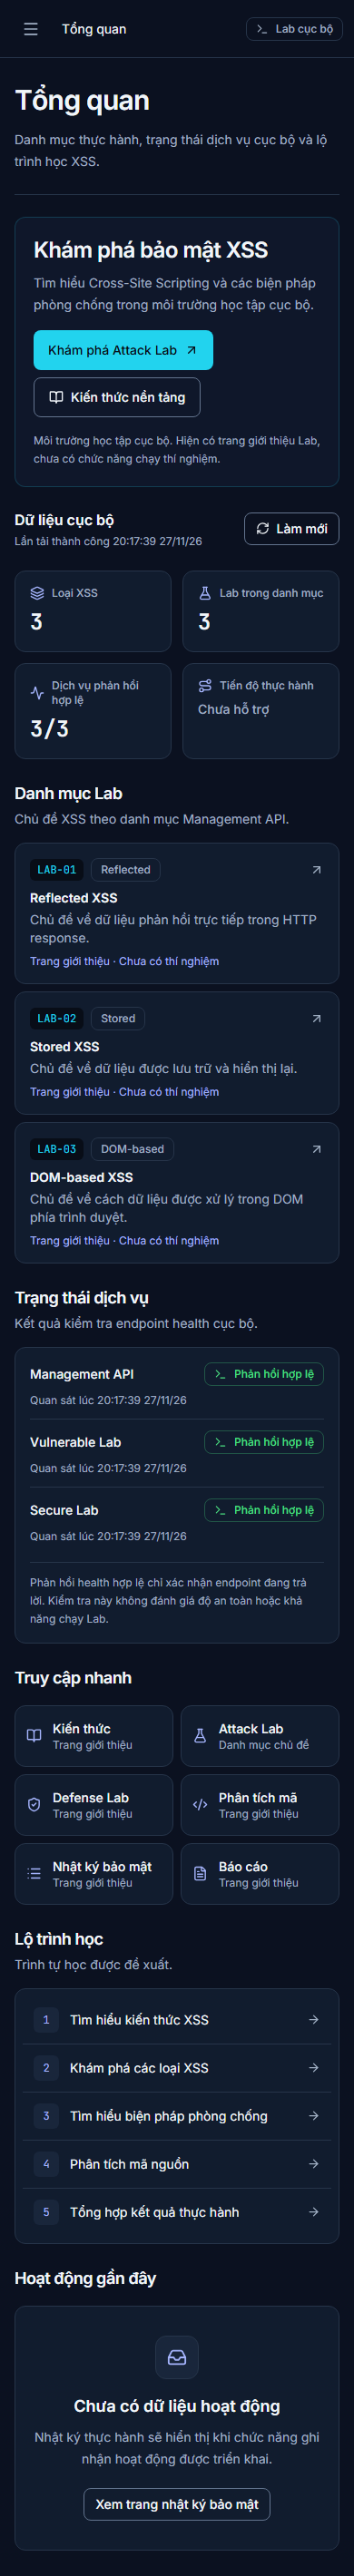 Tổng quan
Lab cục bộ
Tổng quan
Danh mục thực hành, trạng thái dịch vụ cục bộ và lộ
trình học XSS.
Khám phá bảo mật XSS
Tìm hiểu Cross-Site Scripting và các biện pháp
phòng chống trong môi trường học tập cục bộ.
Khám phá Attack Lab
Kiến thức nền tảng
Môi trường học tập cục bộ. Hiện có trang giới thiệu Lab,
chưa có chức năng chạy thí nghiệm.
Dữ liệu cục bộ
Lần tải thành công 20:17:39 27/11/26
Làm mới
Loại XSS
3
Lab trong danh mục
3
Dịch vụ phản hồi
hợp lệ
3/3
Tiến độ thực hành
Chưa hỗ trợ
Danh mục Lab
Chủ đề XSS theo danh mục Management API.
LAB-01
Reflected
Reflected XSS
Chủ đề về dữ liệu phản hồi trực tiếp trong HTTP
response.
Trang giới thiệu · Chưa có thí nghiệm
LAB-02
Stored
Stored XSS
Chủ đề về dữ liệu được lưu trữ và hiển thị lại.
Trang giới thiệu · Chưa có thí nghiệm
LAB-03
DOM-based
DOM-based XSS
Chủ đề về cách dữ liệu được xử lý trong DOM
phía trình duyệt.
Trang giới thiệu · Chưa có thí nghiệm
Trạng thái dịch vụ
Kết quả kiểm tra endpoint health cục bộ.
Management API
Phản hồi hợp lệ
Quan sát lúc 20:17:39 27/11/26
Vulnerable Lab
Phản hồi hợp lệ
Quan sát lúc 20:17:39 27/11/26
Secure Lab
Phản hồi hợp lệ
Quan sát lúc 20:17:39 27/11/26
Phản hồi health hợp lệ chỉ xác nhận endpoint đang trả
lời. Kiểm tra này không đánh giá độ an toàn hoặc khả
năng chạy Lab.
Truy cập nhanh
Kiến thức
Trang giới thiệu
Attack Lab
Danh mục chủ đề
Defense Lab
Trang giới thiệu
Phân tích mã
Trang giới thiệu
Nhật ký bảo mật
Trang giới thiệu
Báo cáo
Trang giới thiệu
Lộ trình học
Trình tự học được đề xuất.
1 Tìm hiểu kiến thức XSS
2 Khám phá các loại XSS
3 Tìm hiểu biện pháp phòng chống
4 Phân tích mã nguồn
5 Tổng hợp kết quả thực hành
Hoạt động gần đây
Chưa có dữ liệu hoạt động
Nhật ký thực hành sẽ hiển thị khi chức năng ghi
nhận hoạt động được triển khai.
Xem trang nhật ký bảo mật